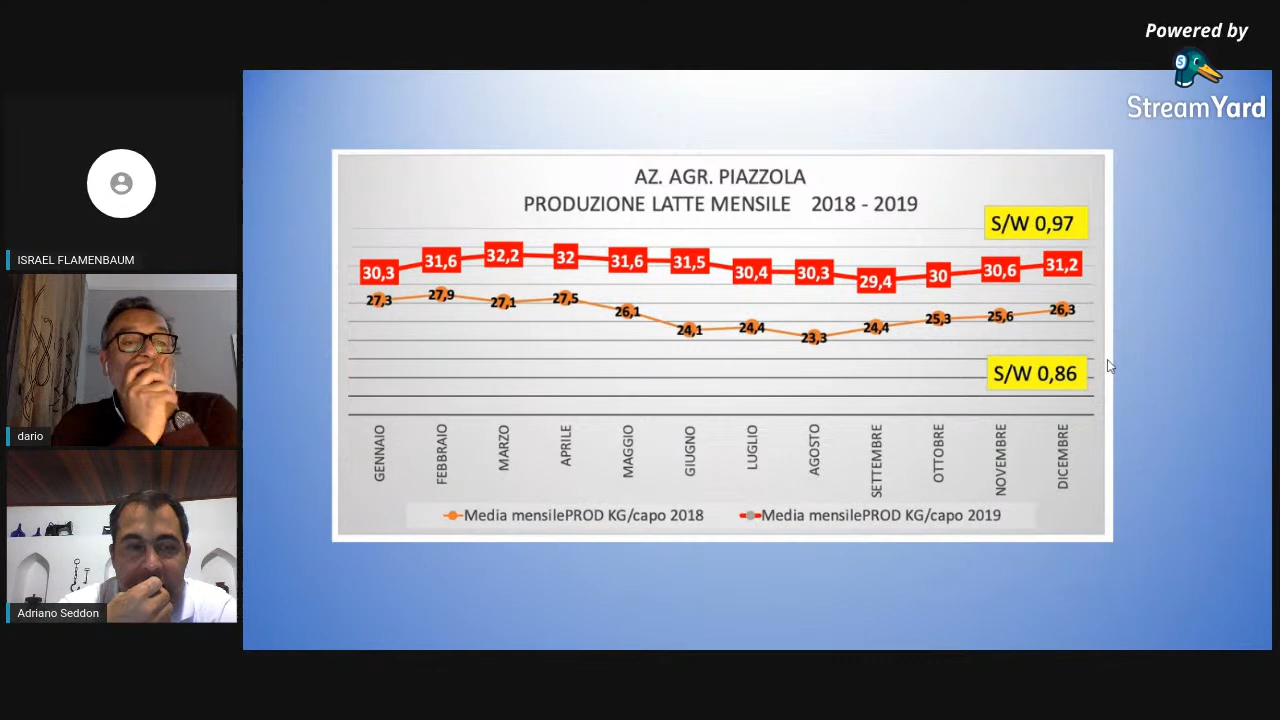 Powered by
StreamYard
ISRAEL FLAMENBAUM
dario
Adriano Seddon
AZ. AGR. PIAZZOLA
PRODUZIONE LATTE MENSILE 2018 - 2019
S/W 0,97
30,3 31,6 32,2 32 31,6 31,5 30,4 30,3 29,4 30 30,6 31,2
27,3 27,9 27,1 27,5 26,1 24,1 24,4 23,3 24,4 25,3 25,6 26,3
S/W 0,86
GENNAIO FEBBRAIO MARZO APRILE MAGGIO GIUGNO LUGLIO AGOSTO SETTEMBRE OTTOBRE NOVEMBRE DICEMBRE
Media mensilePROD KG/capo 2018 Media mensilePROD KG/capo 2019